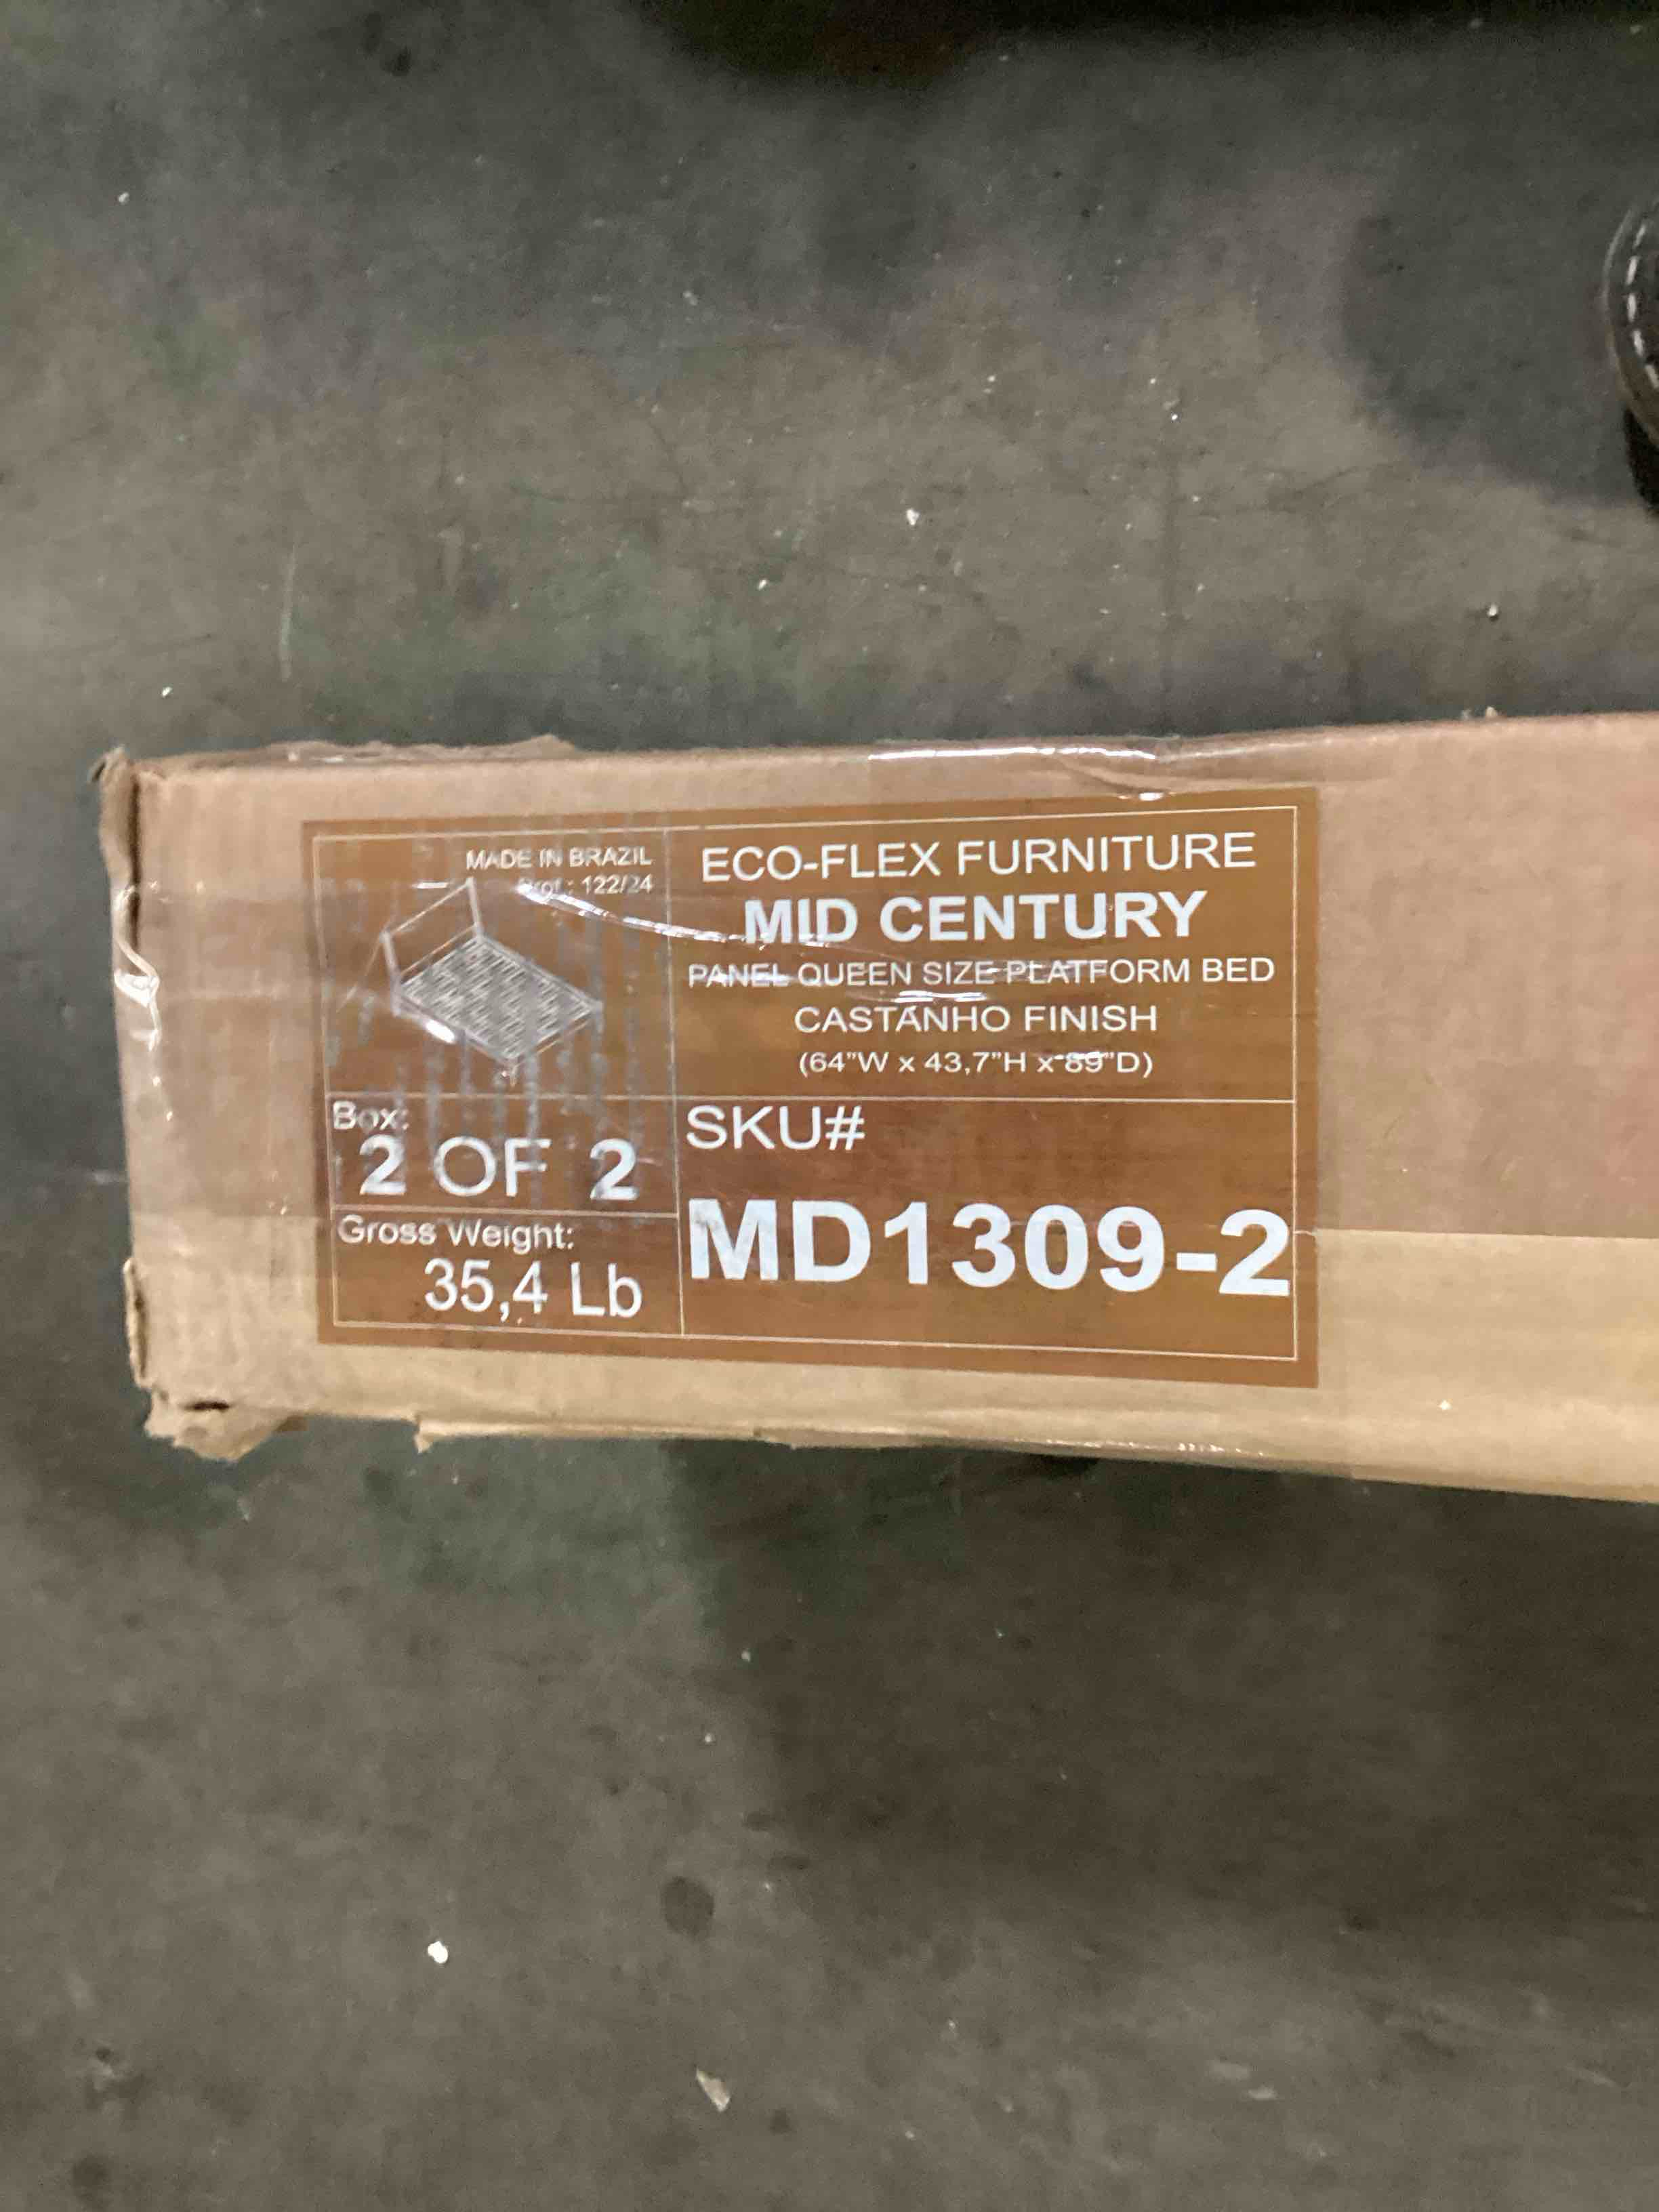 MADE IN BRAZIL
Prof.: 122/24
ECO-FLEX FURNITURE
MID CENTURY
PANEL QUEEN SIZE PLATFORM BED
CASTANHO FINISH
(64"W x 43,7"H x 89"D)
Box:
2 OF 2
Gross Weight:
35,4 Lb
SKU#
MD1309-2